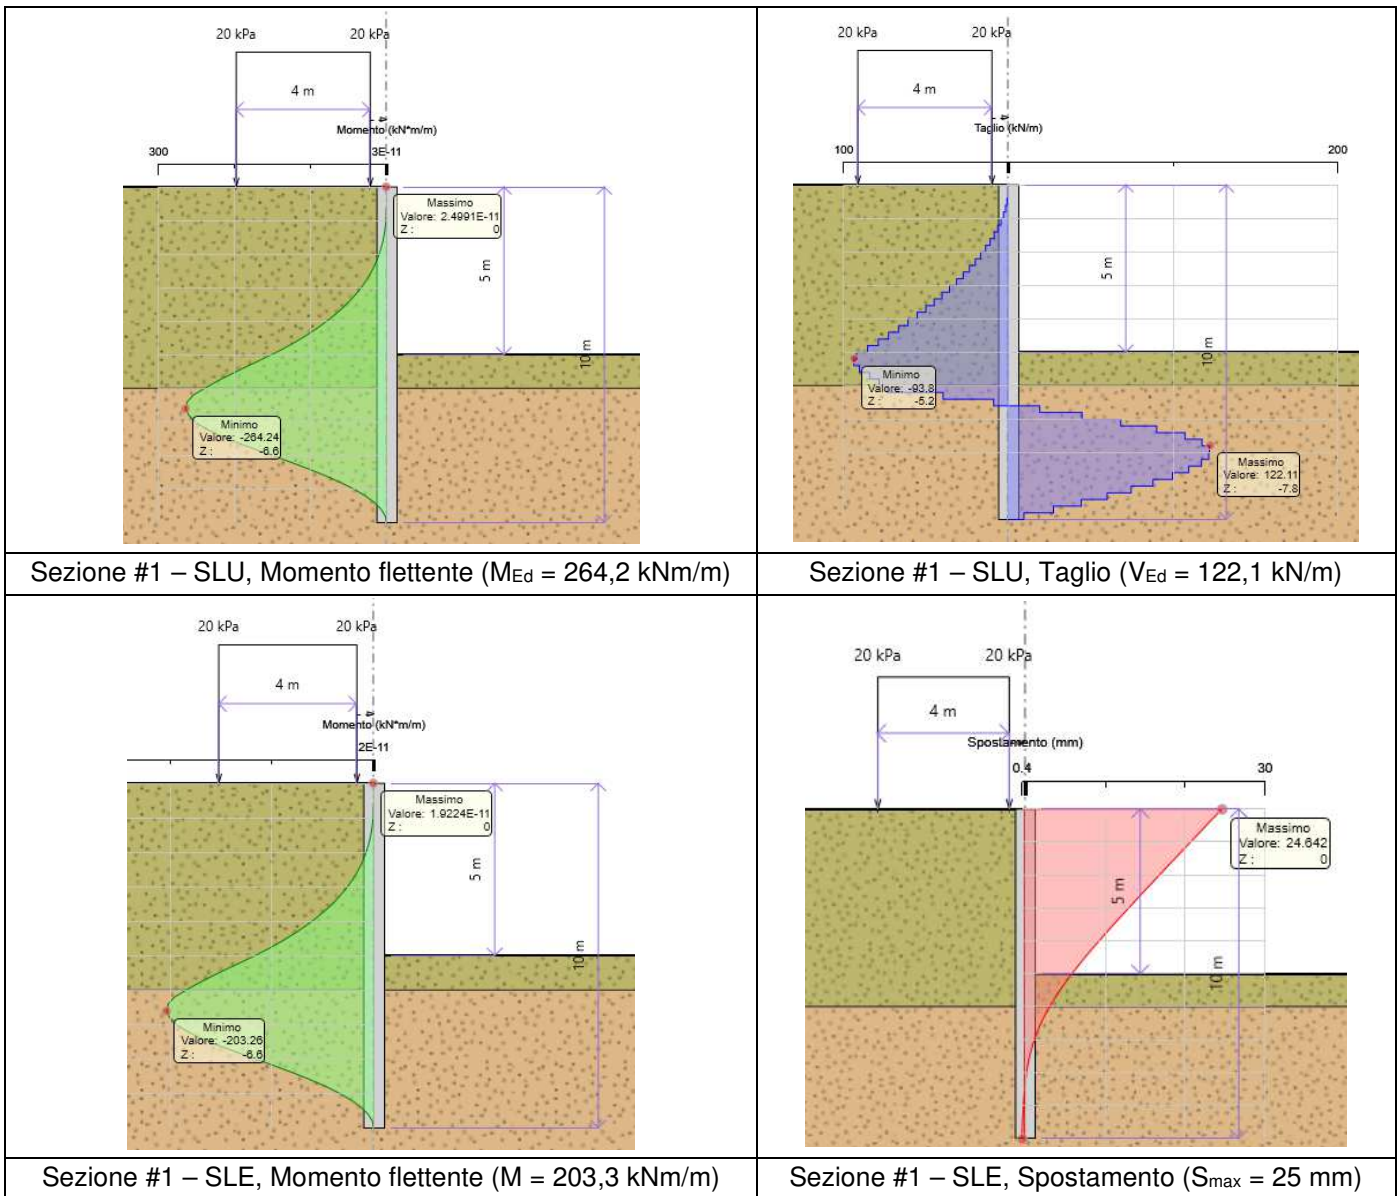 20 kPa 20 kPa
4 m
4
Momento (kN*m/m)
300 3E-11
Massimo
Valore: 2.4991E-11
Z : 0
5 m
10 m
Minimo
Valore: -264.24
Z : -6.6
Sezione #1 – SLU, Momento flettente (MEd = 264,2 kNm/m)
20 kPa 20 kPa
4 m
4
Taglio (kN/m)
100 200
5 m
10 m
Minimo
Valore: -93.8
Z : -5.2
Massimo
Valore: 122.11
Z : -7.8
Sezione #1 – SLU, Taglio (VEd = 122,1 kN/m)
20 kPa 20 kPa
4 m
4
Momento (kN*m/m)
2E-11
Massimo
Valore: 1.9224E-11
Z : 0
5 m
10 m
Minimo
Valore: -203.26
Z : -6.6
Sezione #1 – SLE, Momento flettente (M = 203,3 kNm/m)
20 kPa 20 kPa
4 m
Spostamento (mm)
0.4 30
Massimo
Valore: 24.642
Z : 0
5 m
10 m
Sezione #1 – SLE, Spostamento (Smax = 25 mm)